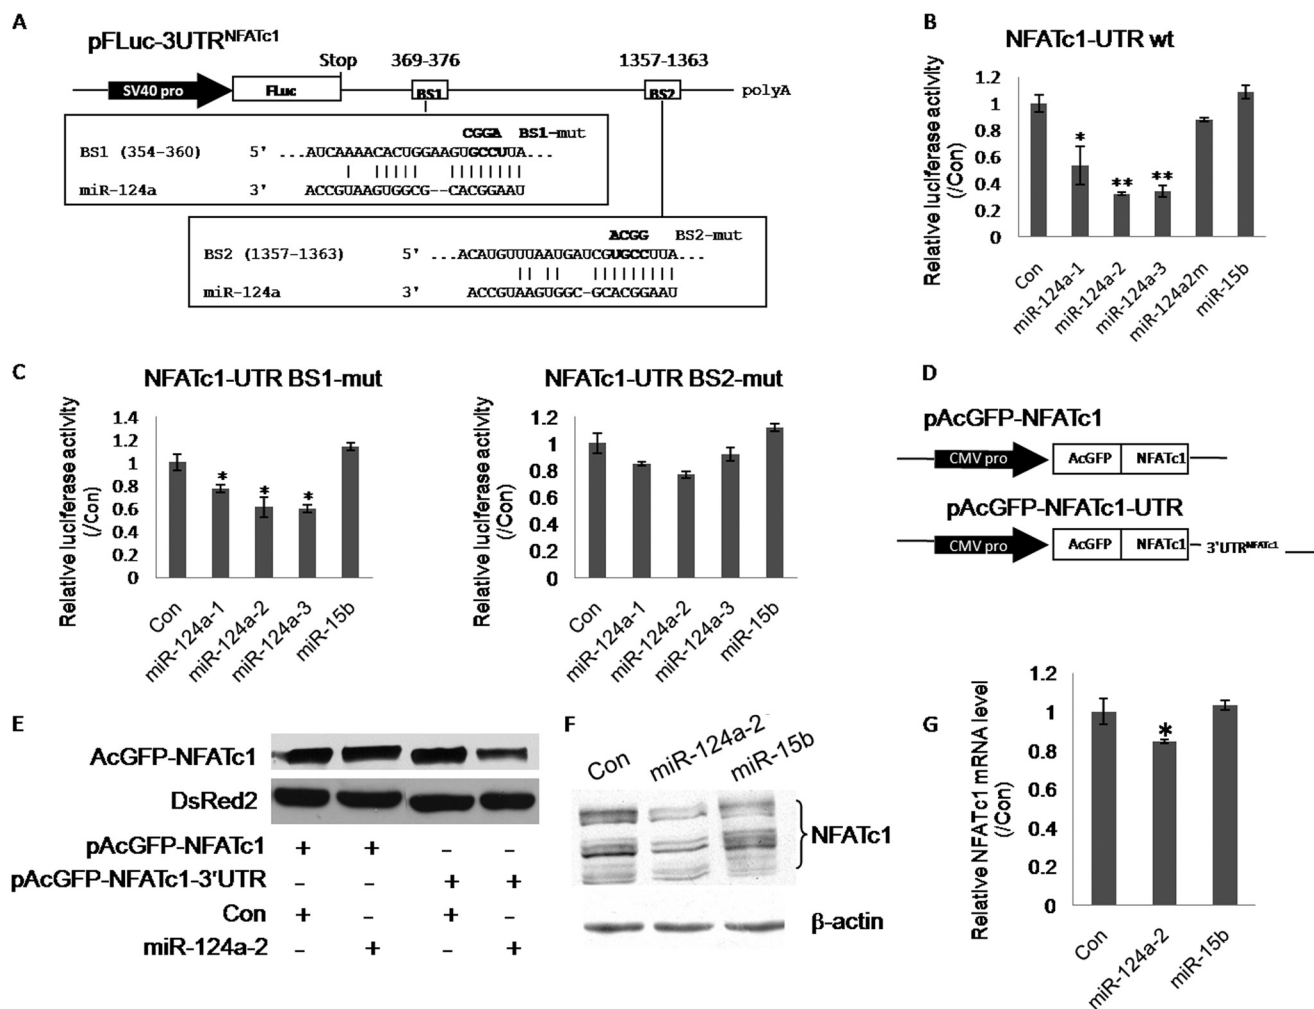 A
pFLuc-3UTR^NFATc1
Stop 369-376 1357-1363
SV40 pro FLuc BS1 BS2 polyA
CGGA BS1-mut
BS1 (354-360) 5' ...AUCAAAACACUGGAAGUGCCUUA...
miR-124a 3' ACCGUAAGUGGCG--CACGGAAU
ACGG BS2-mut
BS2 (1357-1363) 5' ...ACAUGUUUAAUGAUCGUGCCUUA...
miR-124a 3' ACCGUAAGUGGC-GCACGGAAU
B
NFATc1-UTR wt
Relative luciferase activity
(/Con)
1.2
1
0.8
0.6
0.4
0.2
0
* ** **
Con miR-124a-1 miR-124a-2 miR-124a-3 miR-124a2m miR-15b
C
NFATc1-UTR BS1-mut
Relative luciferase activity
(/Con)
1.4
1.2
1
0.8
0.6
0.4
0.2
0
* * *
Con miR-124a-1 miR-124a-2 miR-124a-3 miR-15b
NFATc1-UTR BS2-mut
Relative luciferase activity
(/Con)
1.2
1
0.8
0.6
0.4
0.2
0
Con miR-124a-1 miR-124a-2 miR-124a-3 miR-15b
D
pAcGFP-NFATc1
CMV pro AcGFP NFATc1
pAcGFP-NFATc1-UTR
CMV pro AcGFP NFATc1 3'UTR^NFATc1
E
AcGFP-NFATc1
DsRed2
pAcGFP-NFATc1 + + - -
pAcGFP-NFATc1-3'UTR - - + +
Con + - + -
miR-124a-2 - + - +
F
Con miR-124a-2 miR-15b
NFATc1
β-actin
G
Relative NFATc1 mRNA level
(/Con)
1.2
1
0.8
0.6
0.4
0.2
0
*
Con miR-124a-2 miR-15b